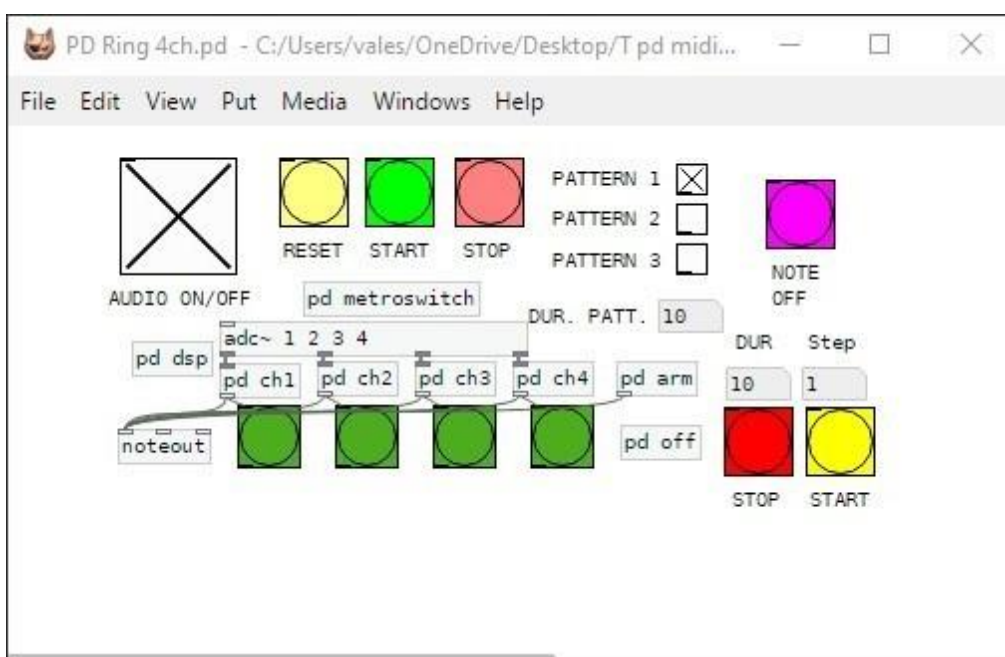 PD Ring 4ch.pd - C:/Users/vales/OneDrive/Desktop/T pd midi...
File Edit View Put Media Windows Help
PATTERN 1
PATTERN 2
PATTERN 3
RESET START STOP
NOTE
OFF
AUDIO ON/OFF
pd metroswitch
DUR. PATT. 10
adc~ 1 2 3 4
pd dsp
DUR Step
pd ch1 pd ch2 pd ch3 pd ch4 pd arm
10 1
noteout
pd off
STOP START